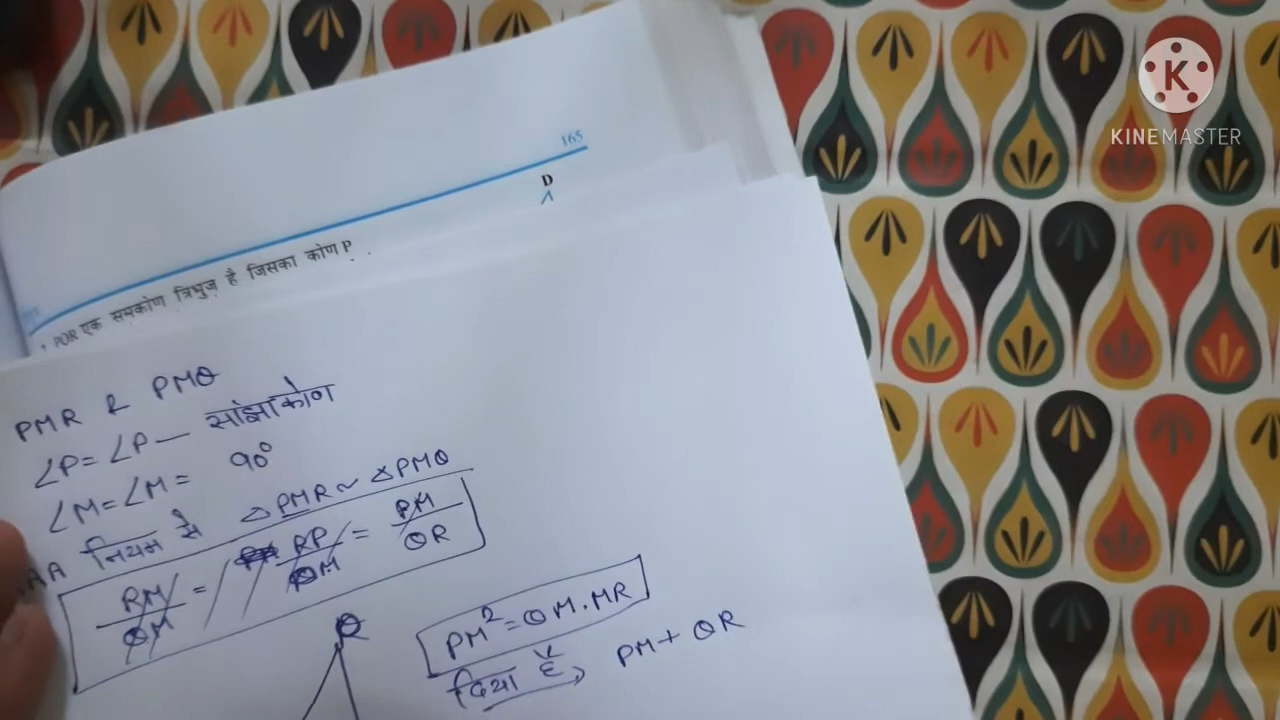 KINEMASTER
165
D
PQR एक समकोण त्रिभुज है जिसका कोण P
PMR & PMQ
∠P = ∠P — सांझाकोण
∠M = ∠M = 90°
AA नियम से △PMR ~ △PMQ
RM/QM = RP/QM = PM/QR
R
PM² = QM.MR
दिया है → PM + QR